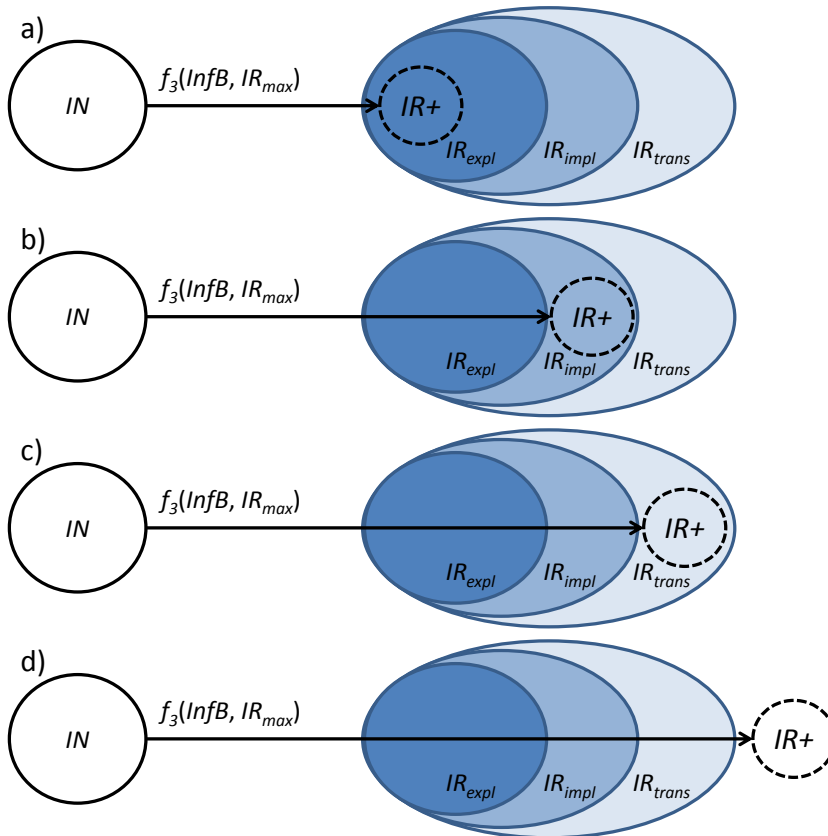 a)
IN
f3(InfB, IRmax)
IR+
IRexpl
IRimpl
IRtrans
b)
IN
f3(InfB, IRmax)
IR+
IRexpl
IRimpl
IRtrans
c)
IN
f3(InfB, IRmax)
IR+
IRexpl
IRimpl
IRtrans
d)
IN
f3(InfB, IRmax)
IR+
IRexpl
IRimpl
IRtrans